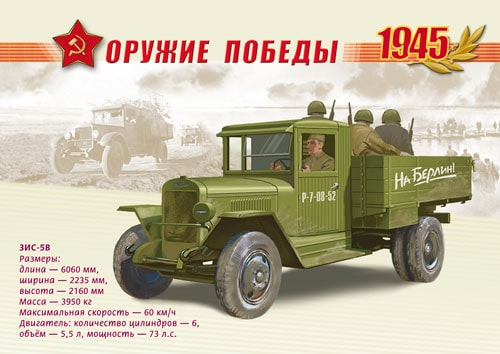 ОРУЖИЕ ПОБЕДЫ
1945
Р-7-08-52
На Берлин!
ЗИС-5В
Размеры:
длина — 6060 мм,
ширина — 2235 мм,
высота — 2160 мм
Масса — 3950 кг
Максимальная скорость — 60 км/ч
Двигатель: количество цилиндров — 6,
объём — 5,5 л, мощность — 73 л.с.